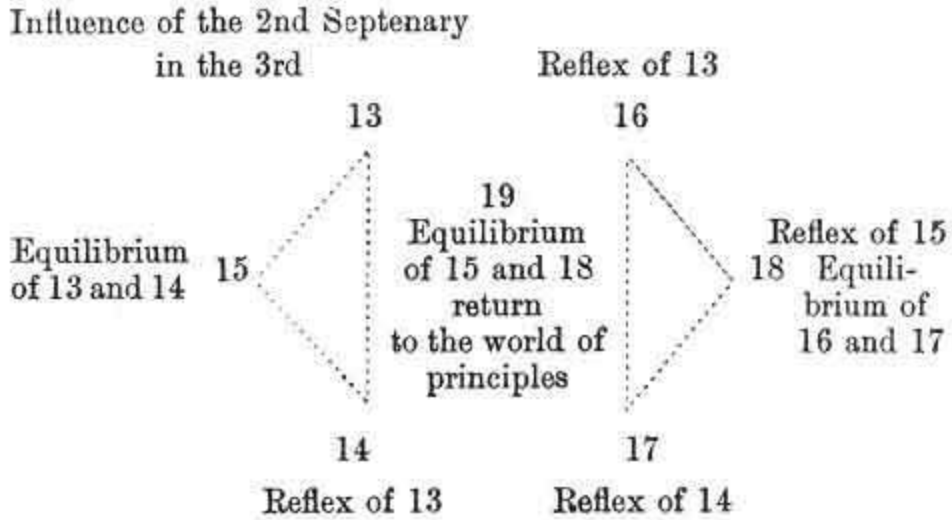 Influence of the 2nd Septenary
in the 3rd
Reflex of 13
13
16
19
Equilibrium
of 15 and 18
return
to the world of
principles
Equilibrium
of 13 and 14
15
Reflex of 15
18 Equili-
brium of
16 and 17
14
Reflex of 13
17
Reflex of 14